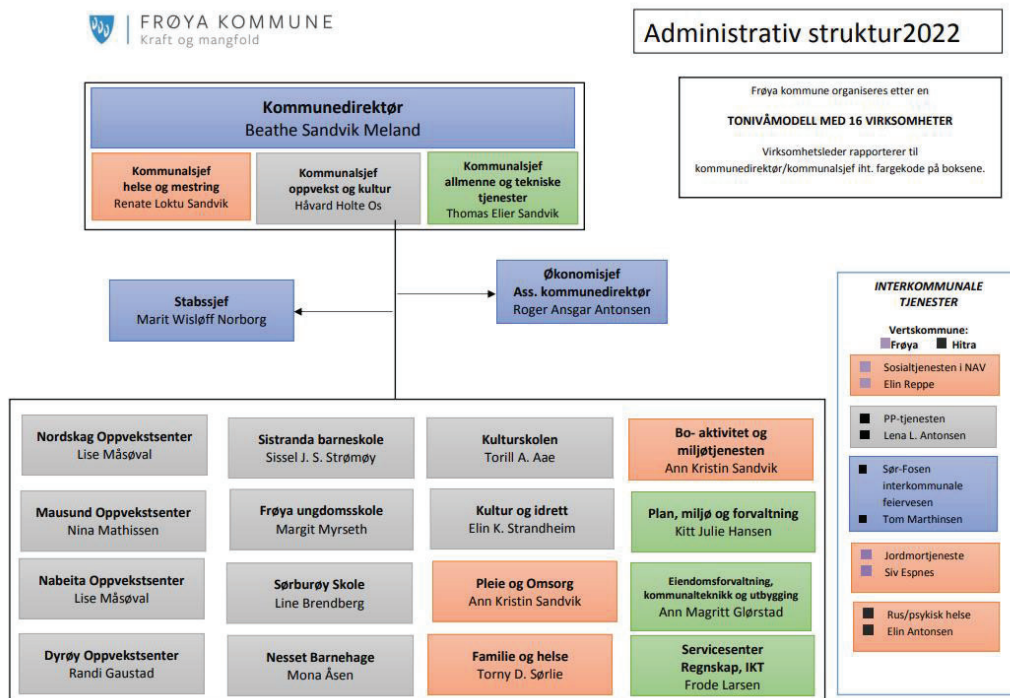 FRØYA KOMMUNE
Kraft og mangfold
Administrativ struktur2022
Frøya kommune organiseres etter en
TONIVÅMODELL MED 16 VIRKSOMHETER
Virksomhetsleder rapporterer til
kommunedirektør/kommunalsjef iht. fargekode på boksene.
Kommunedirektør
Beathe Sandvik Meland
Kommunalsjef
helse og mestring
Renate Loktu Sandvik
Kommunalsjef
oppvekst og kultur
Håvard Holte Os
Kommunalsjef
allmenne og tekniske
tjenester
Thomas Elier Sandvik
Stabssjef
Marit Wisløff Norborg
Økonomisjef
Ass. kommunedirektør
Roger Ansgar Antonsen
Nordskag Oppvekstsenter
Lise Måsøval
Sistranda barneskole
Sissel J. S. Strømøy
Kulturskolen
Torill A. Aae
Bo- aktivitet og
miljøtjenesten
Ann Kristin Sandvik
Mausund Oppvekstsenter
Nina Mathissen
Frøya ungdomsskole
Margit Myrseth
Kultur og idrett
Elin K. Strandheim
Plan, miljø og forvaltning
Kitt Julie Hansen
Nabeita Oppvekstsenter
Lise Måsøval
Sørburøy Skole
Line Brendberg
Pleie og Omsorg
Ann Kristin Sandvik
Eiendomsforvaltning,
kommunalteknikk og utbygging
Ann Magritt Glørstad
Dyrøy Oppvekstsenter
Randi Gaustad
Nesset Barnehage
Mona Åsen
Familie og helse
Torny D. Sørlie
Servicesenter
Regnskap, IKT
Frode Larsen
INTERKOMMUNALE
TJENESTER
Vertskommune:
Frøya Hitra
Sosialtjenesten i NAV
Elin Reppe
PP-tjenesten
Lena L. Antonsen
Sør-Fosen
interkommunale
feiervesen
Tom Marthinsen
Jordmortjeneste
Siv Espnes
Rus/psykisk helse
Elin Antonsen